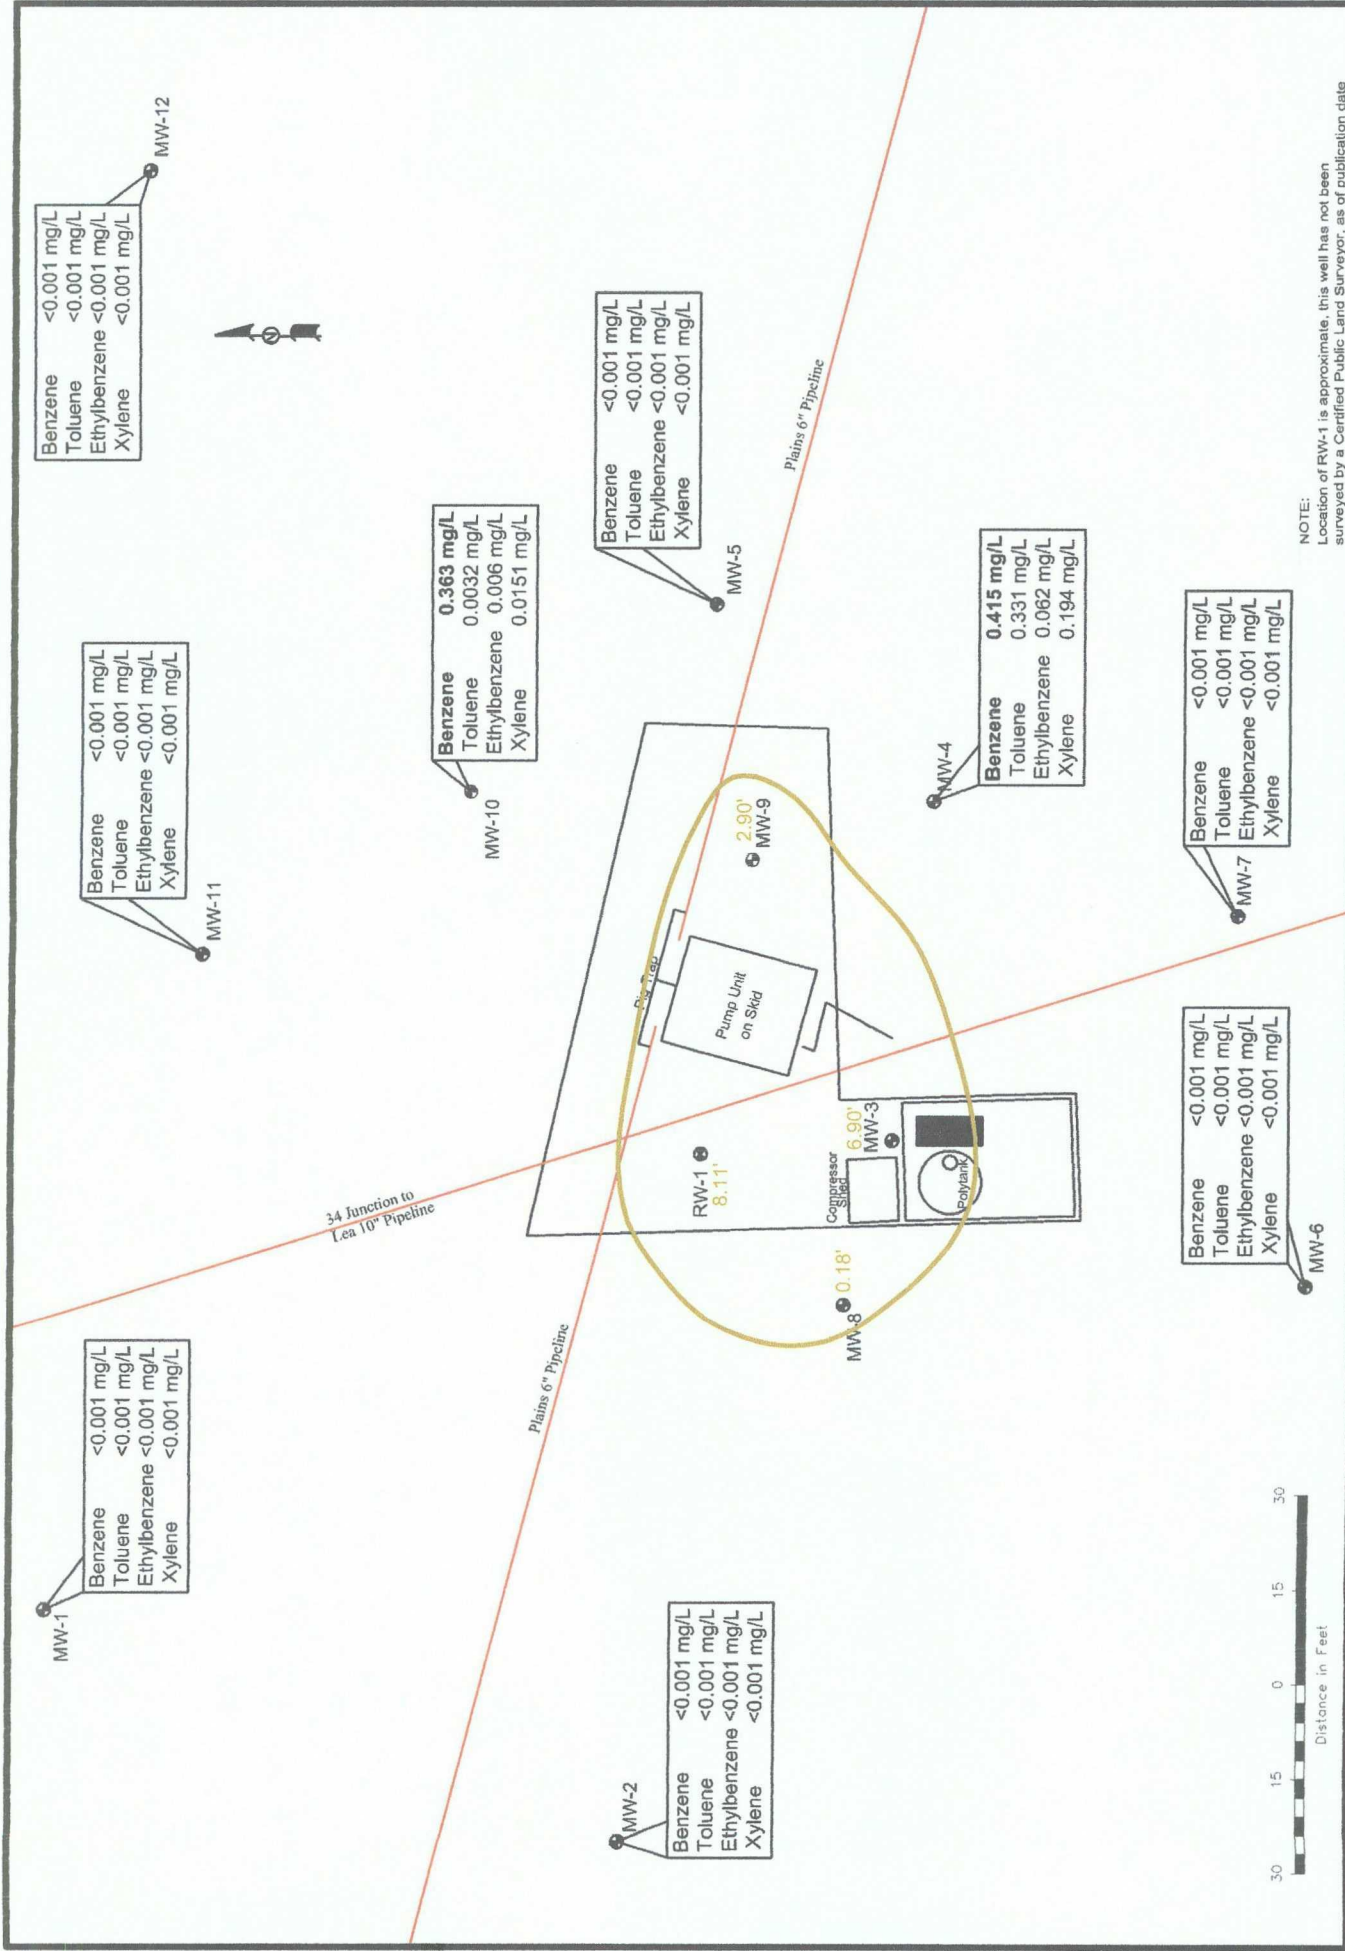 MW-1
Benzene <0.001 mg/L
Toluene <0.001 mg/L
Ethylbenzene <0.001 mg/L
Xylene <0.001 mg/L
MW-11
Benzene <0.001 mg/L
Toluene <0.001 mg/L
Ethylbenzene <0.001 mg/L
Xylene <0.001 mg/L
Benzene <0.001 mg/L
Toluene <0.001 mg/L
Ethylbenzene <0.001 mg/L
Xylene <0.001 mg/L
MW-12
N
34 Junction to
Lea 10" Pipeline
Benzene 0.363 mg/L
Toluene 0.0032 mg/L
Ethylbenzene 0.006 mg/L
Xylene 0.0151 mg/L
MW-10
Plains 6" Pipeline
MW-2
Benzene <0.001 mg/L
Toluene <0.001 mg/L
Ethylbenzene <0.001 mg/L
Xylene <0.001 mg/L
Benzene <0.001 mg/L
Toluene <0.001 mg/L
Ethylbenzene <0.001 mg/L
Xylene <0.001 mg/L
MW-5
Pig Trap
Pump Unit
on Skid
RW-1
8.11'
2.90'
MW-9
Plains 6" Pipeline
Compressor
Shed
6.90'
MW-3
0.18'
MW-8
Polytank
MW-4
Benzene 0.415 mg/L
Toluene 0.331 mg/L
Ethylbenzene 0.062 mg/L
Xylene 0.194 mg/L
Benzene <0.001 mg/L
Toluene <0.001 mg/L
Ethylbenzene <0.001 mg/L
Xylene <0.001 mg/L
MW-6
Benzene <0.001 mg/L
Toluene <0.001 mg/L
Ethylbenzene <0.001 mg/L
Xylene <0.001 mg/L
MW-7
30 15 0 15 30
Distance in Feet
NOTE:
Location of RW-1 is approximate, this well has not been
surveyed by a Certified Public Land Surveyor, as of publication date